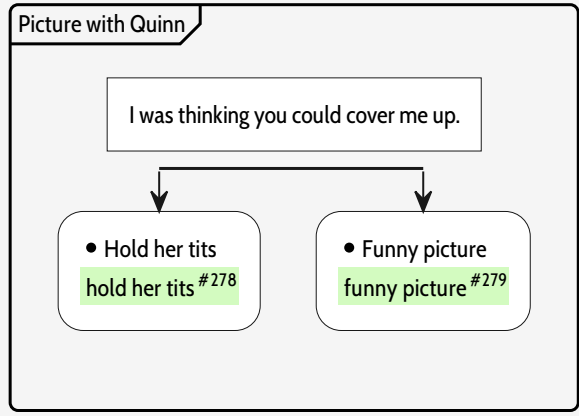 Picture with Quinn
I was thinking you could cover me up.
• Hold her tits
hold her tits #278
• Funny picture
funny picture #279